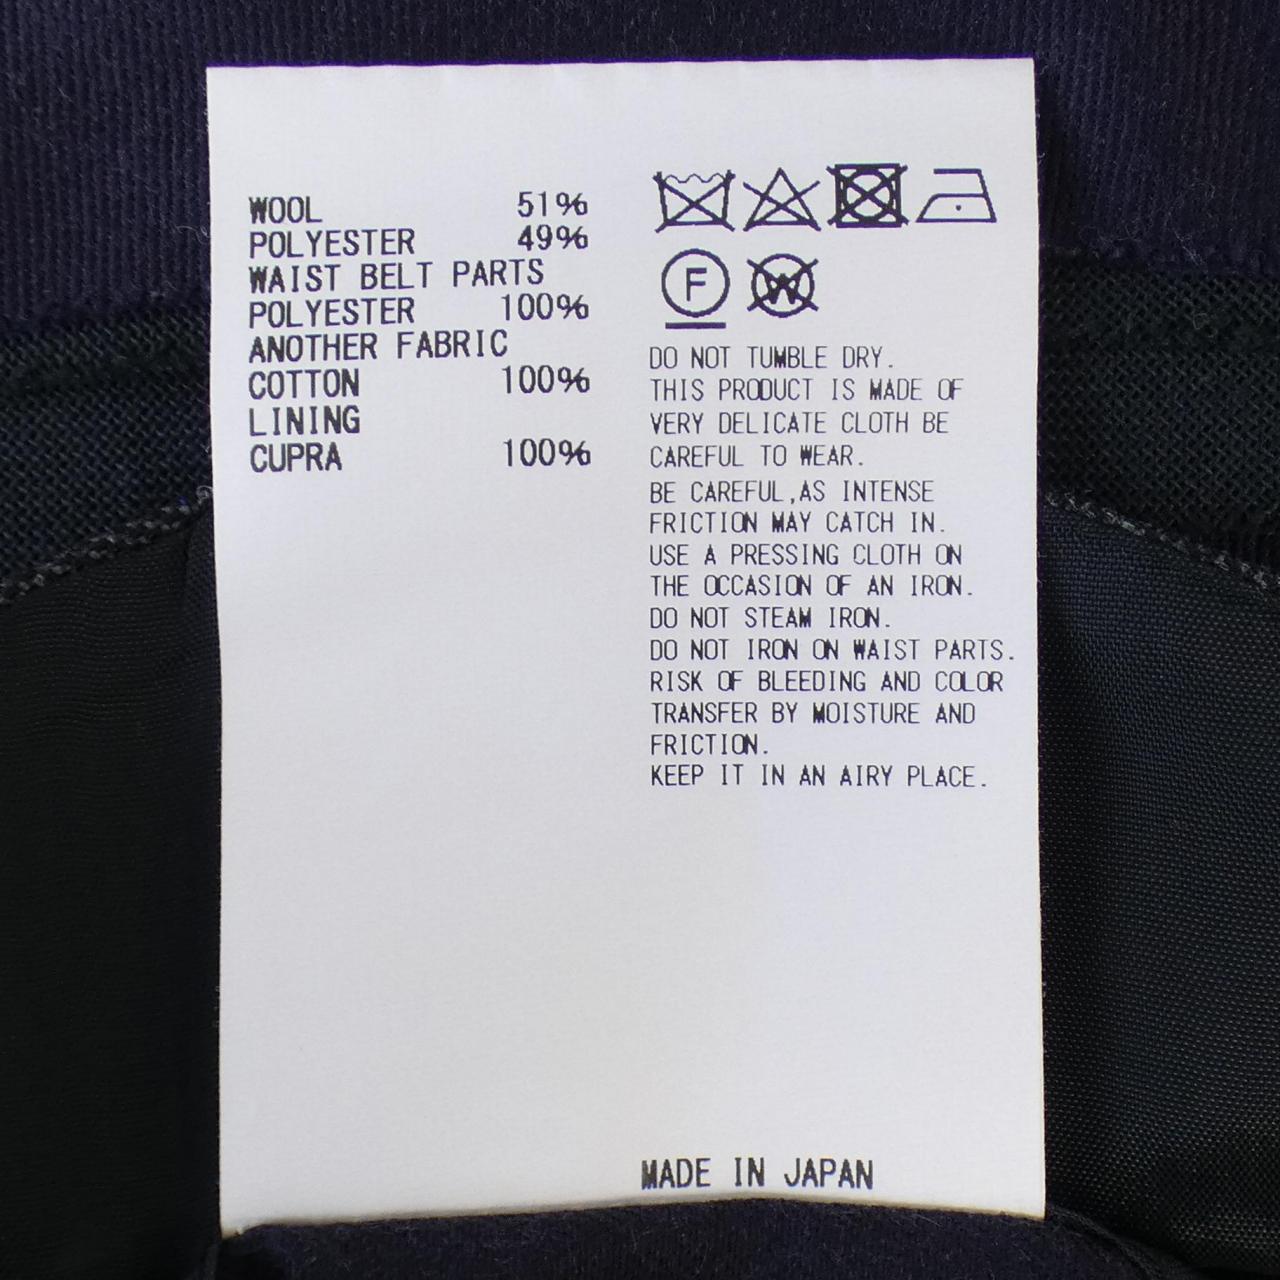 WOOL 51%
POLYESTER 49%
WAIST BELT PARTS
POLYESTER 100%
ANOTHER FABRIC
COTTON 100%
LINING
CUPRA 100%
F
W
DO NOT TUMBLE DRY.
THIS PRODUCT IS MADE OF
VERY DELICATE CLOTH BE
CAREFUL TO WEAR.
BE CAREFUL,AS INTENSE
FRICTION MAY CATCH IN.
USE A PRESSING CLOTH ON
THE OCCASION OF AN IRON.
DO NOT STEAM IRON.
DO NOT IRON ON WAIST PARTS.
RISK OF BLEEDING AND COLOR
TRANSFER BY MOISTURE AND
FRICTION.
KEEP IT IN AN AIRY PLACE.
MADE IN JAPAN